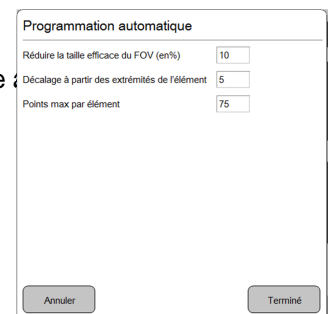 Programmation automatique
Réduire la taille efficace du FOV (en%) 10
e Décalage à partir des extrémités de l'élément 5
Points max par élément 75
Annuler Terminé